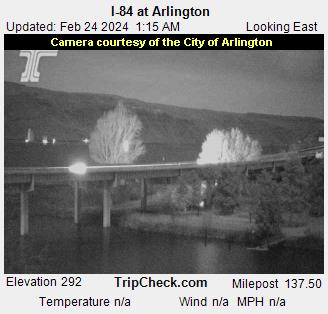 I-84 at Arlington
Updated: Feb 24 2024 1:15 AM Looking East
Camera courtesy of the City of Arlington
Elevation 292 TripCheck.com Milepost 137.50
Temperature n/a Wind n/a MPH n/a